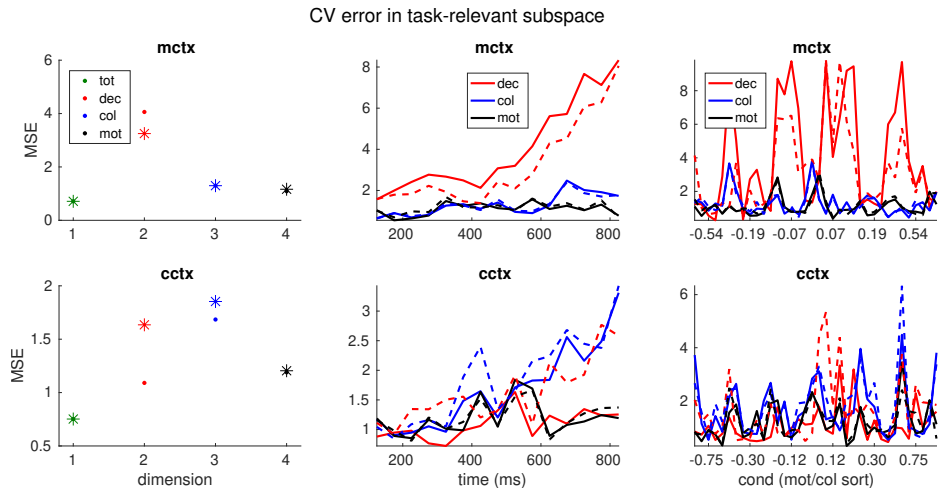 CV error in task-relevant subspace
mctx
MSE
6
4
2
0
tot
dec
col
mot
1 2 3 4
mctx
8
6
4
2
dec
col
mot
200 400 600 800
mctx
8
6
4
2
dec
col
mot
-0.54 -0.19 -0.07 0.07 0.19 0.54
cctx
MSE
2
1.5
1
0.5
1 2 3 4
dimension
cctx
3
2.5
2
1.5
1
200 400 600 800
time (ms)
cctx
6
4
2
-0.75 -0.30 -0.12 0.12 0.30 0.75
cond (mot/col sort)